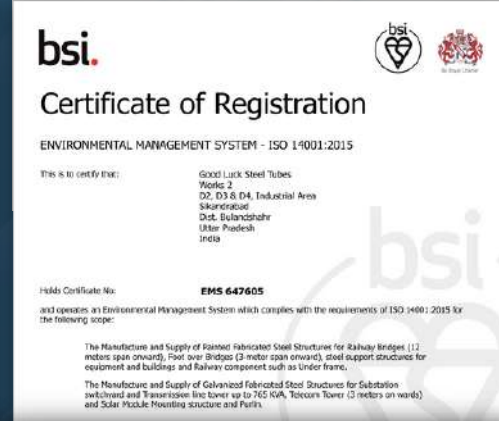 bsi.
bsi
By Royal Charter
Certificate of Registration
ENVIRONMENTAL MANAGEMENT SYSTEM - ISO 14001:2015
This is to certify that:
Good Luck Steel Tubes
Works 2
D2, D3 & D4, Industrial Area
Sikandrabad
Dist. Bulandshahr
Utter Pradesh
India
Holds Certificate No:
EMS 647605
and operates an Environmental Management System which complies with the requirements of ISO 14001:2015 for
the following scope:
The Manufacture and Supply of Painted Fabricated Steel Structures for Railway Bridges (12
meters span onward), Foot over Bridges (3-meter span onward), steel support structures for
equipment and buildings and Railway component such as Under frame.
The Manufacture and Supply of Galvanized Fabricated Steel Structures for Substation
switchyard and Transmission line tower up to 765 KVA, Telecom Tower (3 meters on wards)
and Solar Module Mounting structure and Purlin.
bsi